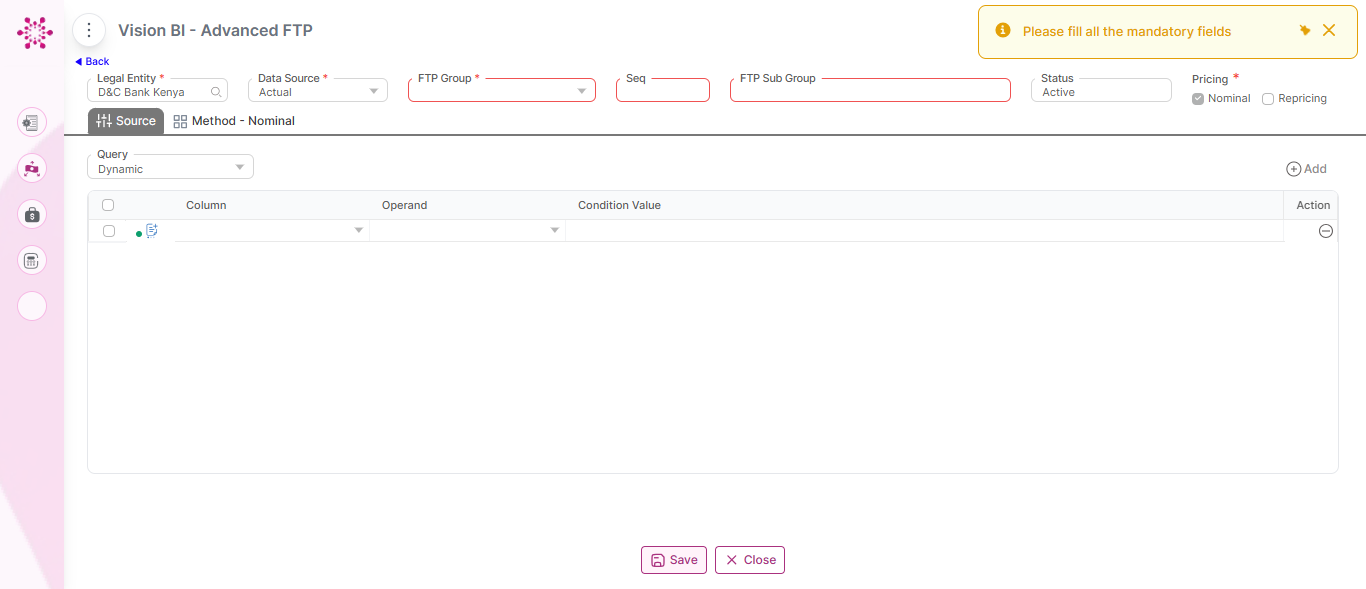 Vision BI - Advanced FTP
Please fill all the mandatory fields
Back
Legal Entity *
D&C Bank Kenya
Data Source *
Actual
FTP Group *
Seq
FTP Sub Group
Status
Active
Pricing *
Nominal
Repricing
Source
Method - Nominal
Query
Dynamic
Add
Column
Operand
Condition Value
Action
Save
Close